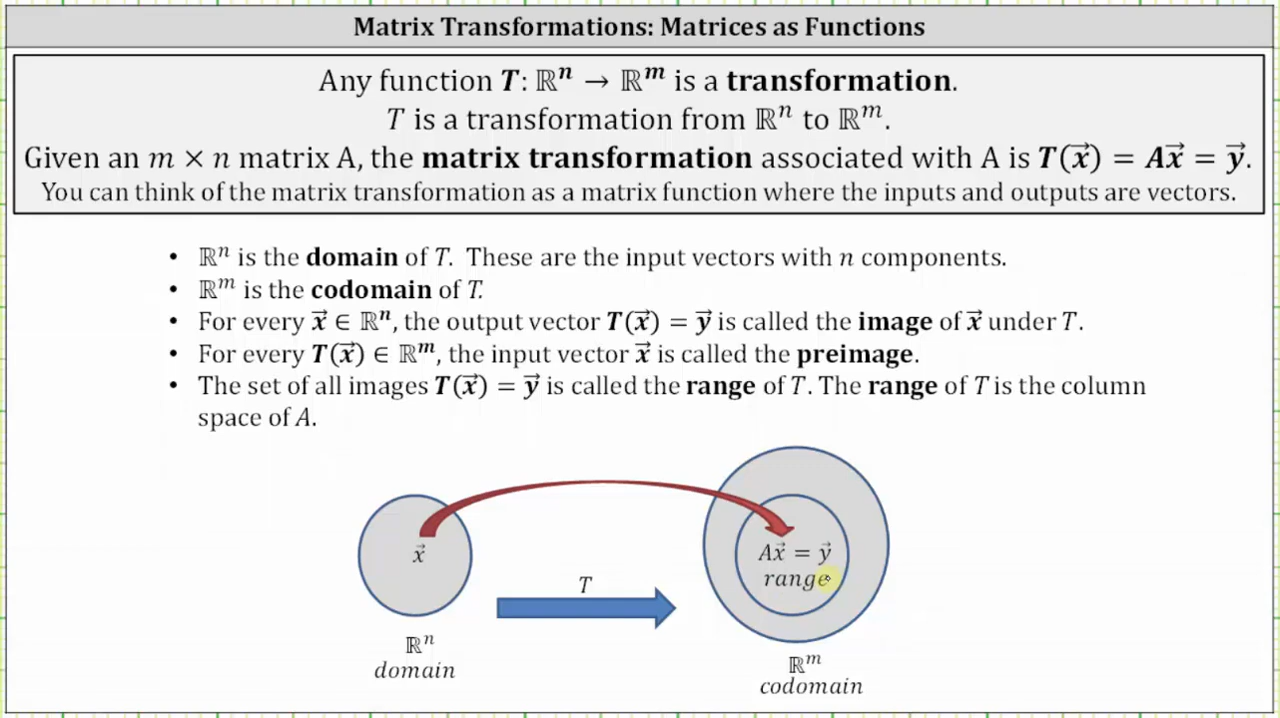 Matrix Transformations: Matrices as Functions
Any function T: ℝⁿ → ℝᵐ is a transformation.
T is a transformation from ℝⁿ to ℝᵐ.
Given an m × n matrix A, the matrix transformation associated with A is T(x⃗) = Ax⃗ = y⃗.
You can think of the matrix transformation as a matrix function where the inputs and outputs are vectors.
• ℝⁿ is the domain of T. These are the input vectors with n components.
• ℝᵐ is the codomain of T.
• For every x⃗ ∈ ℝⁿ, the output vector T(x⃗) = y⃗ is called the image of x⃗ under T.
• For every T(x⃗) ∈ ℝᵐ, the input vector x⃗ is called the preimage.
• The set of all images T(x⃗) = y⃗ is called the range of T. The range of T is the column
space of A.
x⃗
T
Ax⃗ = y⃗
range
ℝⁿ
domain
ℝᵐ
codomain